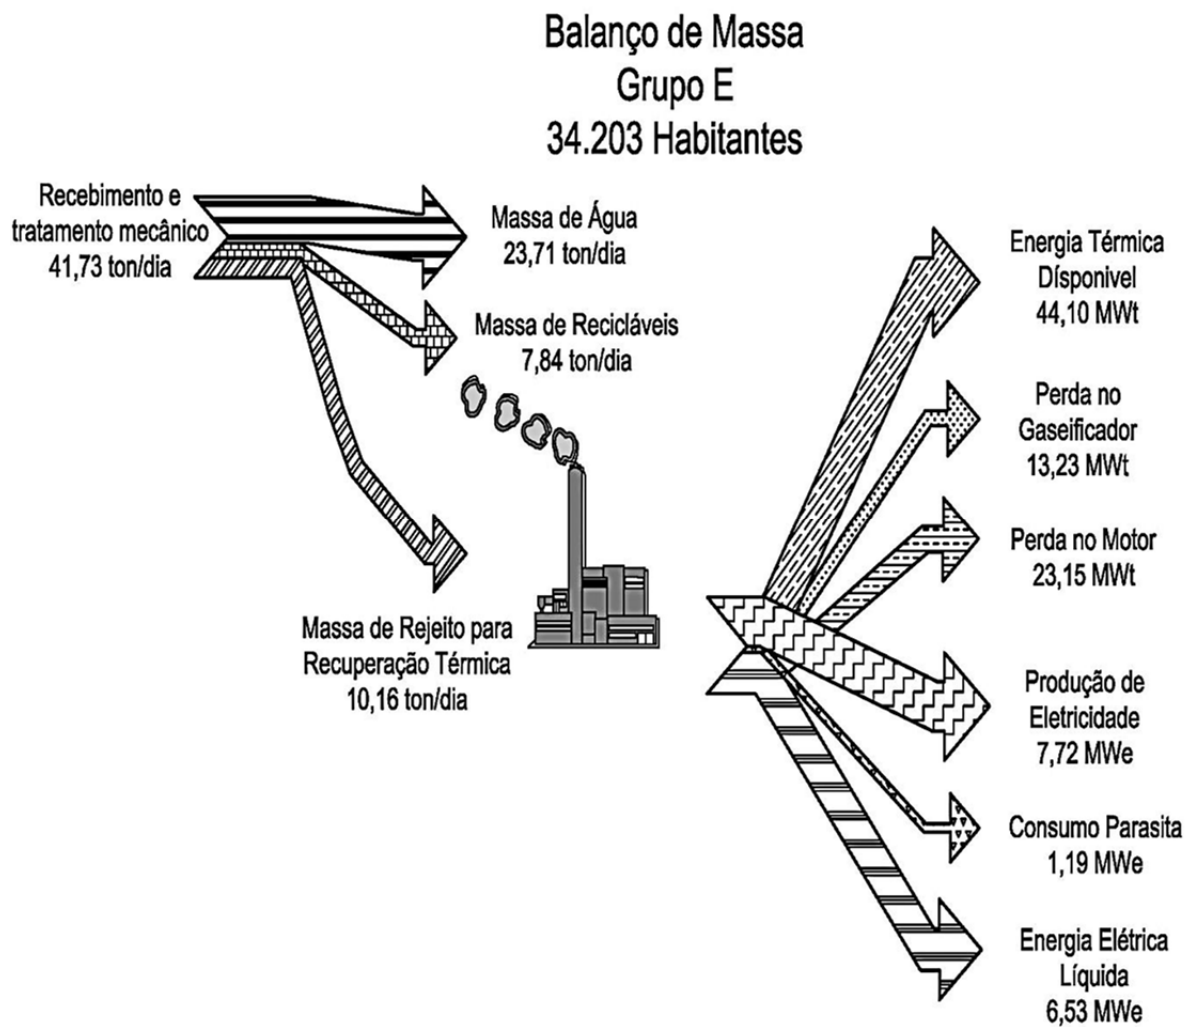 Balanço de Massa
Grupo E
34.203 Habitantes
Recebimento e
tratamento mecânico
41,73 ton/dia
Massa de Água
23,71 ton/dia
Massa de Recicláveis
7,84 ton/dia
Massa de Rejeito para
Recuperação Térmica
10,16 ton/dia
Energia Térmica
Dísponivel
44,10 MWt
Perda no
Gaseificador
13,23 MWt
Perda no Motor
23,15 MWt
Produção de
Eletricidade
7,72 MWe
Consumo Parasita
1,19 MWe
Energia Elétrica
Líquida
6,53 MWe